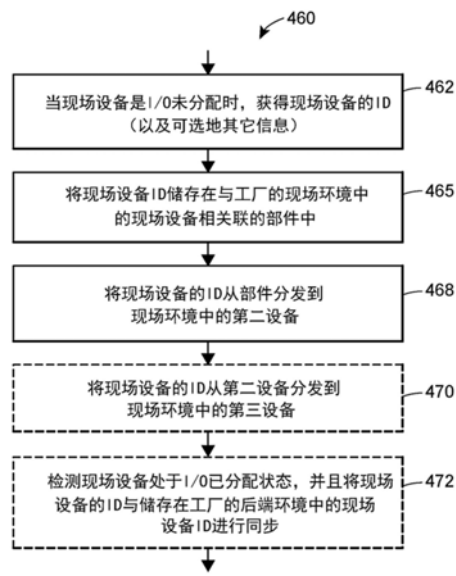 460
当现场设备是I/O未分配时，获得现场设备的ID
（以及可选地其它信息）
462
将现场设备ID储存在与工厂的现场环境中
的现场设备相关联的部件中
465
将现场设备的ID从部件分发到
现场环境中的第二设备
468
将现场设备的ID从第二设备分发到
现场环境中的第三设备
470
检测现场设备处于I/O已分配状态，并且将现场
设备的ID与储存在工厂的后端环境中的现场
设备ID进行同步
472